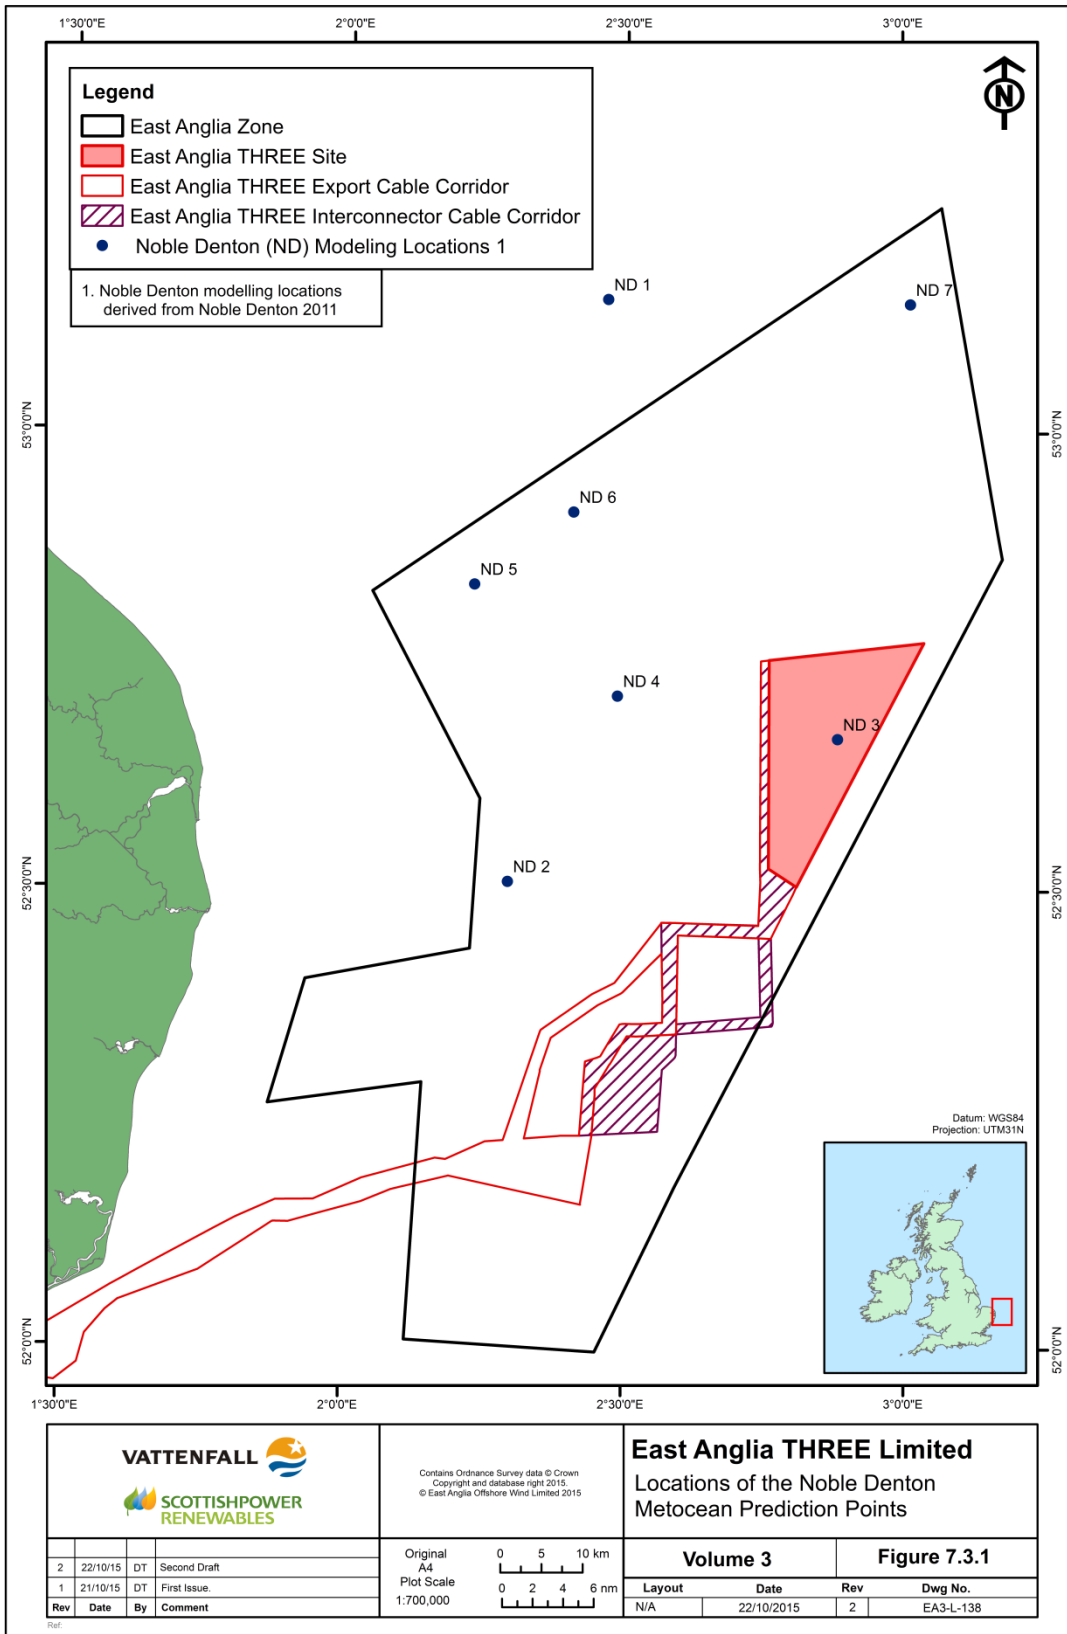 1°30'0"E 2°0'0"E 2°30'0"E 3°0'0"E
Legend
East Anglia Zone
East Anglia THREE Site
East Anglia THREE Export Cable Corridor
East Anglia THREE Interconnector Cable Corridor
Noble Denton (ND) Modeling Locations 1
1. Noble Denton modelling locations
derived from Noble Denton 2011
N
ND 1
ND 7
53°0'0"N
53°0'0"N
ND 6
ND 5
ND 4
ND 3
ND 2
52°30'0"N
52°30'0"N
Datum: WGS84
Projection: UTM31N
52°0'0"N
52°0'0"N
1°30'0"E 2°0'0"E 2°30'0"E 3°0'0"E
VATTENFALL
SCOTTISHPOWER
RENEWABLES
Contains Ordnance Survey data © Crown
Copyright and database right 2015.
© East Anglia Offshore Wind Limited 2015
East Anglia THREE Limited
Locations of the Noble Denton
Metocean Prediction Points
2 22/10/15 DT Second Draft
1 21/10/15 DT First Issue.
Rev Date By Comment
Original
A4
Plot Scale
1:700,000
0 5 10 km
0 2 4 6 nm
Volume 3
Figure 7.3.1
Layout Date Rev Dwg No.
N/A 22/10/2015 2 EA3-L-138
Ref: